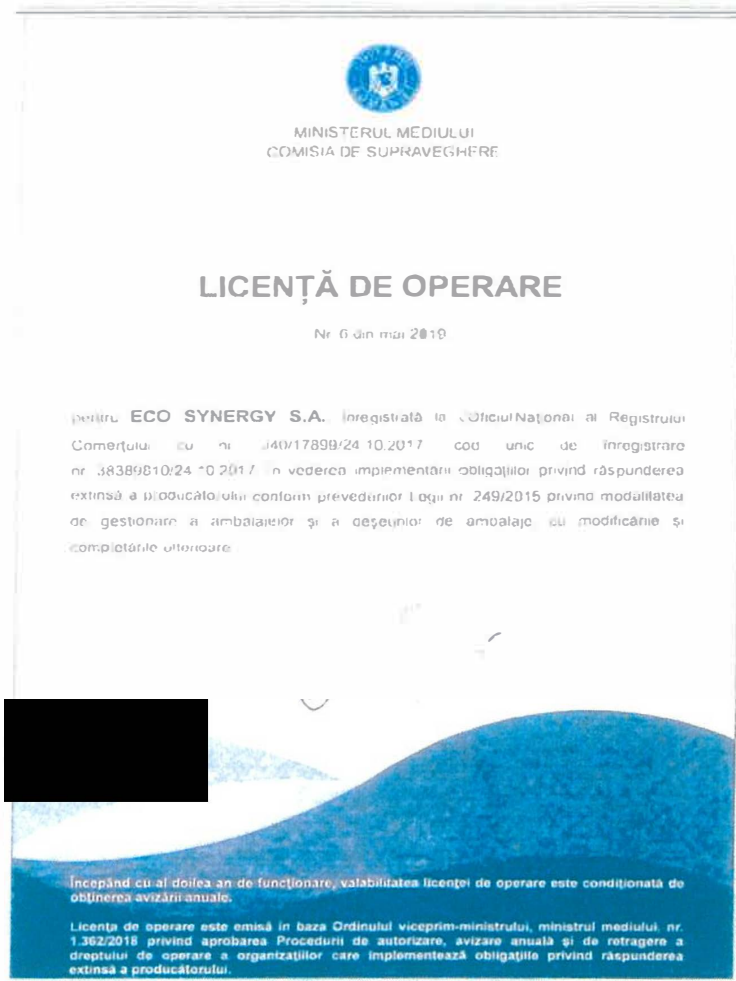 MINISTERUL MEDIULUI
COMISIA DE SUPRAVEGHERE
LICENȚĂ DE OPERARE
Nr. 6 din mai 2019
pentru ECO SYNERGY S.A. înregistrată la Oficiul Național al Registrului
Comerțului cu nr. J40/17899/24.10.2017 cod unic de înregistrare
nr. 38389810/24.10.2017 în vederea implementării obligațiilor privind răspunderea
extinsă a producătorului conform prevederilor Legii nr. 249/2015 privind modalitatea
de gestionare a ambalajelor și a deșeurilor de ambalaje cu modificările și
completările ulterioare
Începând cu al doilea an de funcționare, valabilitatea licenței de operare este condiționată de
obținerea avizării anuale.
Licența de operare este emisă în baza Ordinului viceprim-ministrului, ministrul mediului, nr.
1.362/2018 privind aprobarea Procedurii de autorizare, avizare anuală și de retragere a
dreptului de operare a organizațiilor care implementează obligațiile privind răspunderea
extinsă a producătorului.